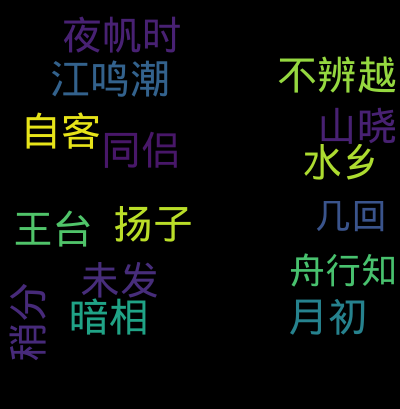 夜帆时
江鸣潮
不辨越
自客
同侣
山晓
水乡
王台
扬子
几回
未发
舟行知
稍分
暗相
月初